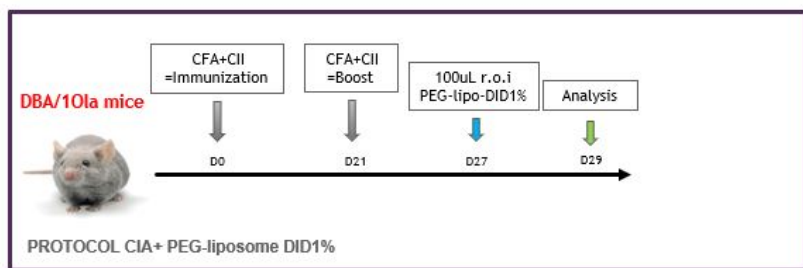 CFA+CII
=Immunization
CFA+CII
=Boost
100uL r.o.i
PEG-lipo-DID1%
Analysis
DBA/1Ola mice
D0
D21
D27
D29
PROTOCOL CIA+ PEG-liposome DID1%